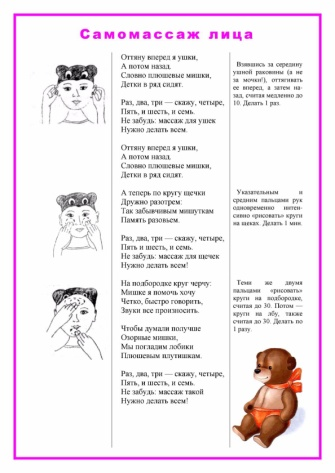 Самомассаж лица
Оттяну вперед я ушки,
А потом назад.
Словно плюшевые мишки,
Детки в ряд сидят.
Раз, два, три — скажу, четыре,
Пять, и шесть, и семь.
Не забудь: массаж для ушек
Нужно делать всем.
Взявшись за середину
ушной раковины (а не
за мочки!), оттягивать
ее вперед, а затем на-
зад, считая медленно до
10. Делать 1 раз.
Оттяну вперед я ушки,
А потом назад.
Словно плюшевые мишки,
Детки в ряд сидят.
А теперь по кругу щечки
Дружно разотрем:
Так забывчивым мишуткам
Память разовьем.
Раз, два, три — скажу, четыре,
Пять и шесть, и семь.
Не забудь: массаж для щечек
Нужно делать всем!
Указательным и
средним пальцами рук
одновременно интен-
сивно «рисовать» круги
на щеках. Делать 1 мин.
На подбородке круг черчу:
Мишке я помочь хочу
Четко, быстро говорить,
Звуки все произносить.
Чтобы думали получше
Озорные мишки,
Мы погладим лобики
Плюшевым плутишкам.
Раз, два, три — скажу, четыре,
Пять, и шесть, и семь.
Не забудь: массаж такой
Нужно делать всем!
Теми же двумя
пальцами «рисовать»
круги на подбородке,
считая до 30. Потом —
круги на лбу, также
считая до 30. Делать по
1 разу.